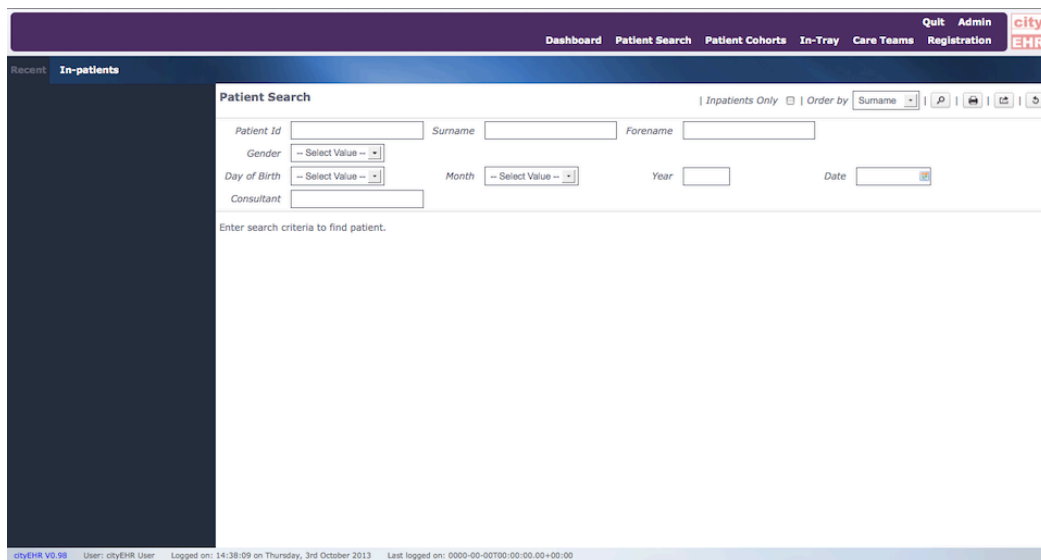 Quit Admin
city
EHR
Dashboard Patient Search Patient Cohorts In-Tray Care Teams Registration
Recent In-patients
Patient Search
| Inpatients Only | Order by Surname | | | |
Patient Id Surname Forename
Gender -- Select Value --
Day of Birth -- Select Value -- Month -- Select Value -- Year Date
Consultant
Enter search criteria to find patient.
cityEHR V0.98 User: cityEHR User Logged on: 14:38:09 on Thursday, 3rd October 2013 Last logged on: 0000-00-00T00:00:00.00+00:00